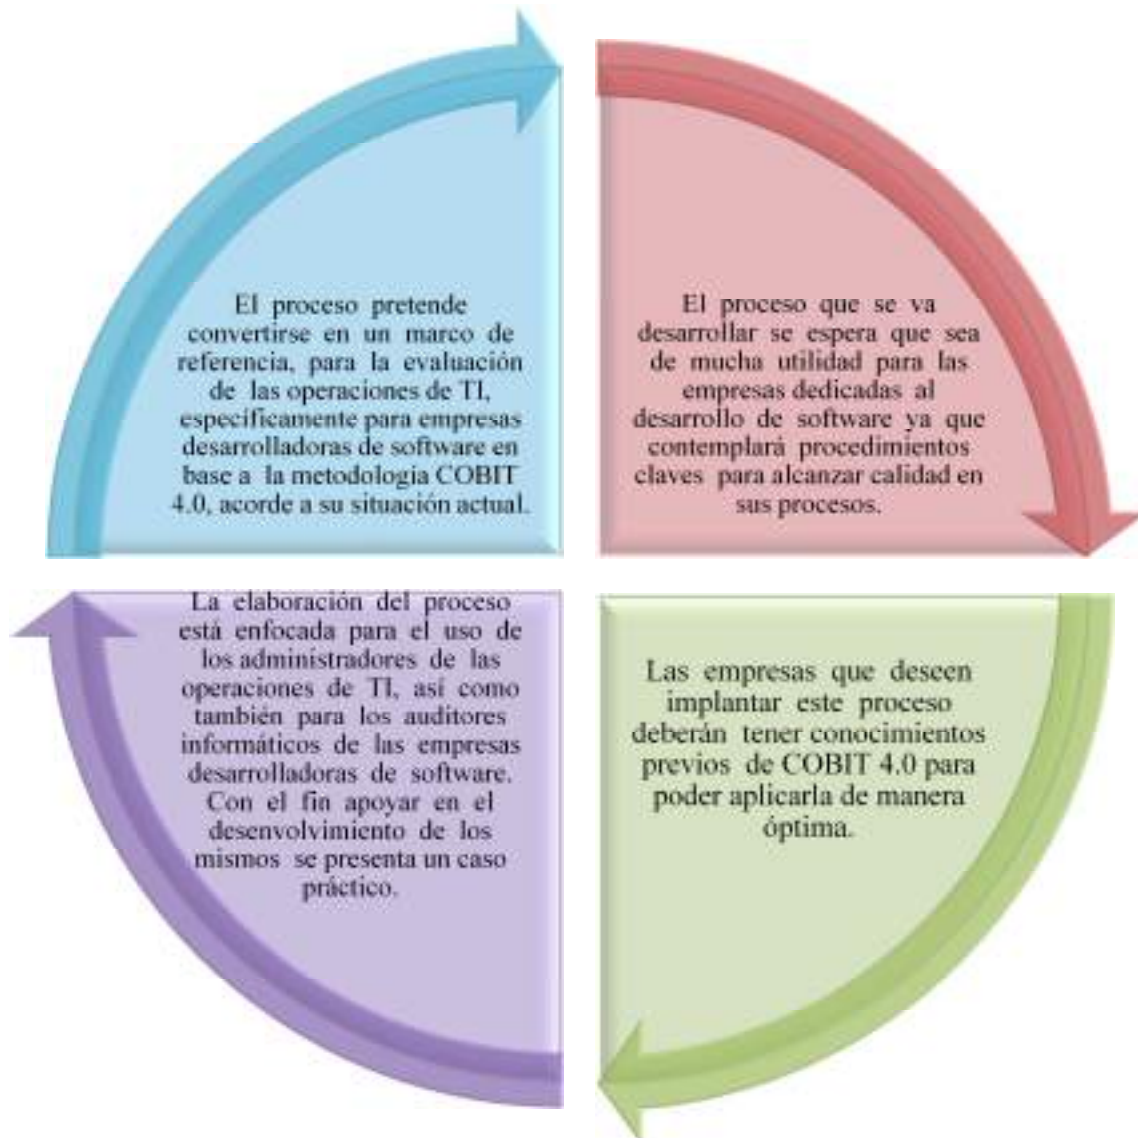 El proceso pretende
convertirse en un marco de
referencia, para la evaluación
de las operaciones de TI,
específicamente para empresas
desarrolladoras de software en
base a la metodología COBIT
4.0, acorde a su situación actual.
El proceso que se va
desarrollar se espera que sea
de mucha utilidad para las
empresas dedicadas al
desarrollo de software ya que
contemplará procedimientos
claves para alcanzar calidad en
sus procesos.
La elaboración del proceso
está enfocada para el uso de
los administradores de las
operaciones de TI, así como
también para los auditores
informáticos de las empresas
desarrolladoras de software.
Con el fin apoyar en el
desenvolvimiento de los
mismos se presenta un caso
práctico.
Las empresas que deseen
implantar este proceso
deberán tener conocimientos
previos de COBIT 4.0 para
poder aplicarla de manera
óptima.